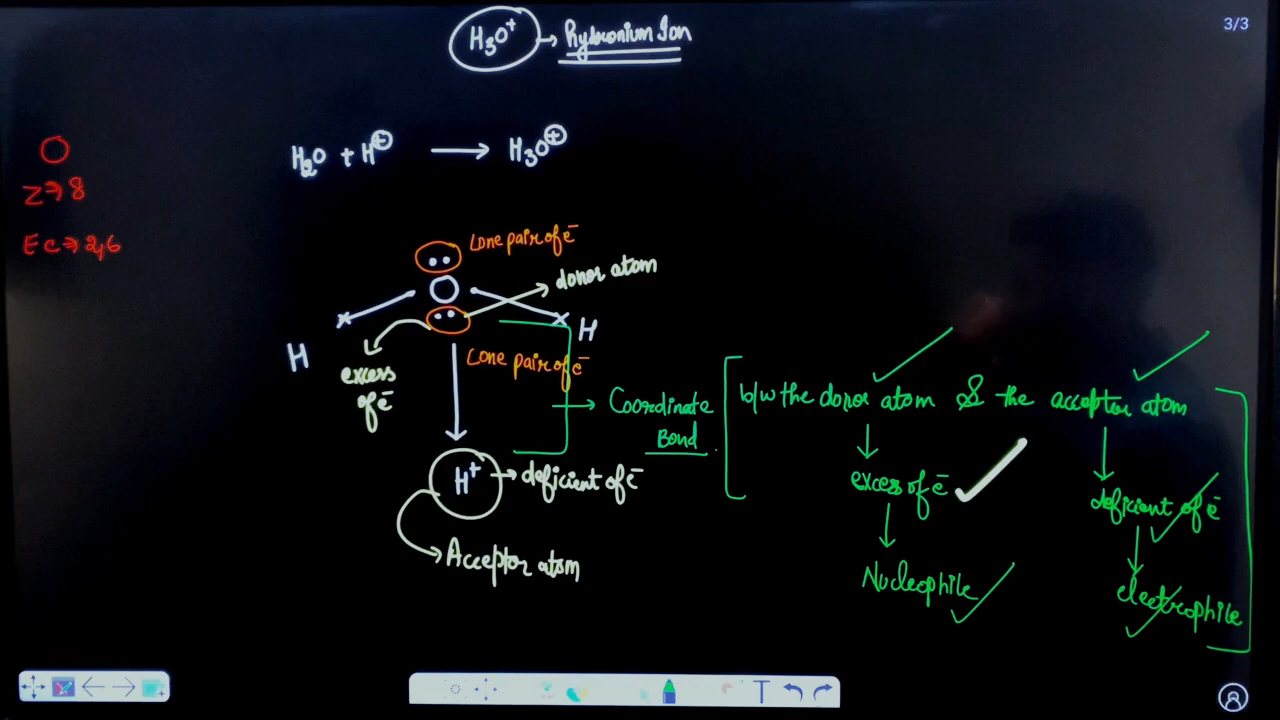 H3O+ → Hydronium Ion
3/3
H2O + H⊕ → H3O⊕
O
Z ⇒ 8
EC ⇒ 2,6
Lone pair of e-
donor atom
O
H
H
excess of e-
Lone pair of e-
Coordinate Bond
b/w the donor atom & the acceptor atom
H+ → deficient of e-
excess of e-
deficient of e-
Acceptor atom
Nucleophile
electrophile
T